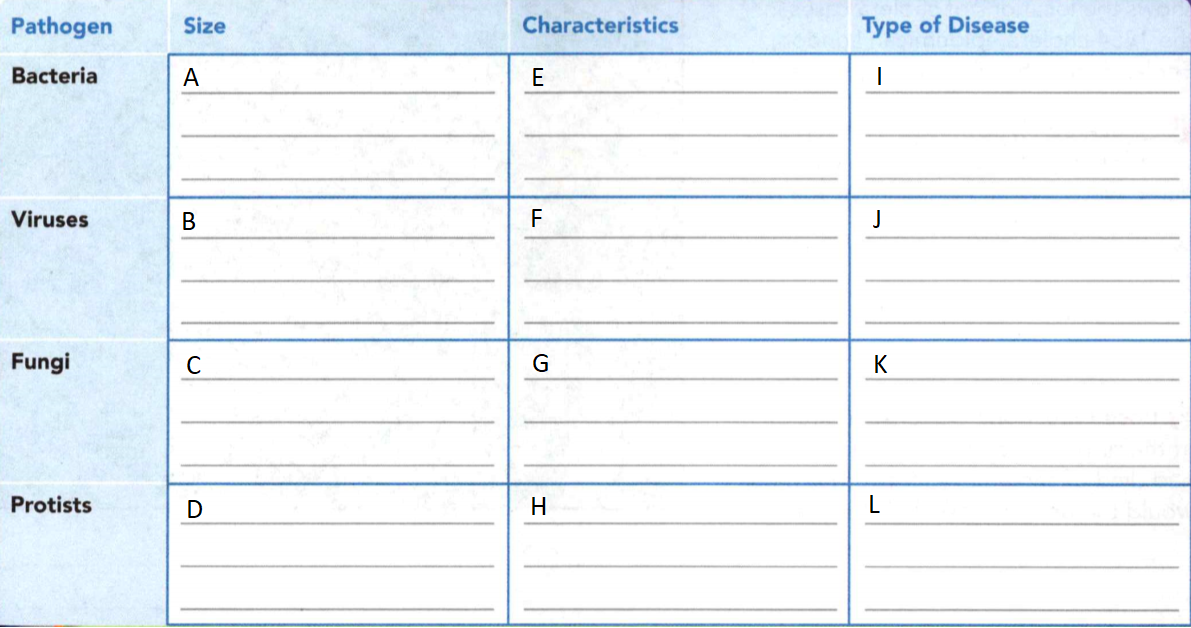 Pathogen Size Characteristics Type of Disease
Bacteria A E I
Viruses B F J
Fungi C G K
Protists D H L